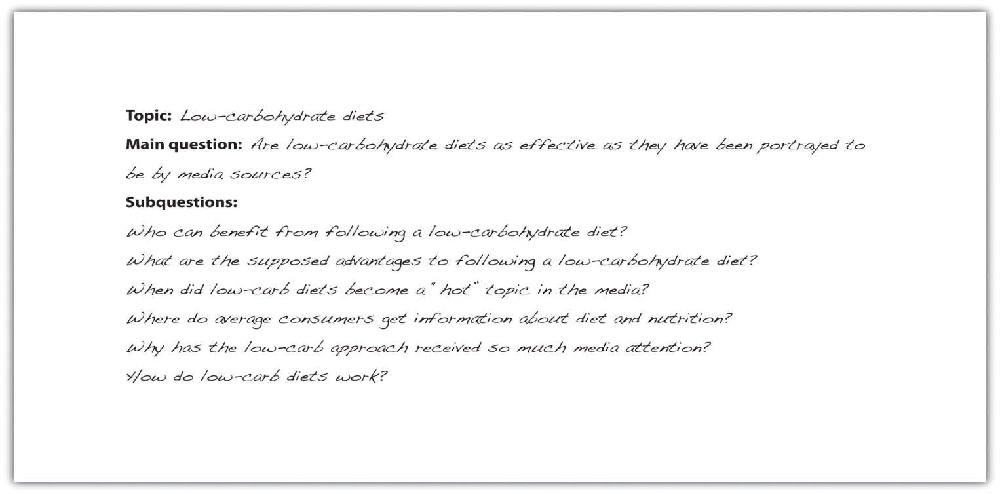 Topic: Low-carbohydrate diets
Main question: Are low-carbohydrate diets as effective as they have been portrayed to
be by media sources?
Subquestions:
Who can benefit from following a low-carbohydrate diet?
What are the supposed advantages to following a low-carbohydrate diet?
When did low-carb diets become a “hot” topic in the media?
Where do average consumers get information about diet and nutrition?
Why has the low-carb approach received so much media attention?
How do low-carb diets work?